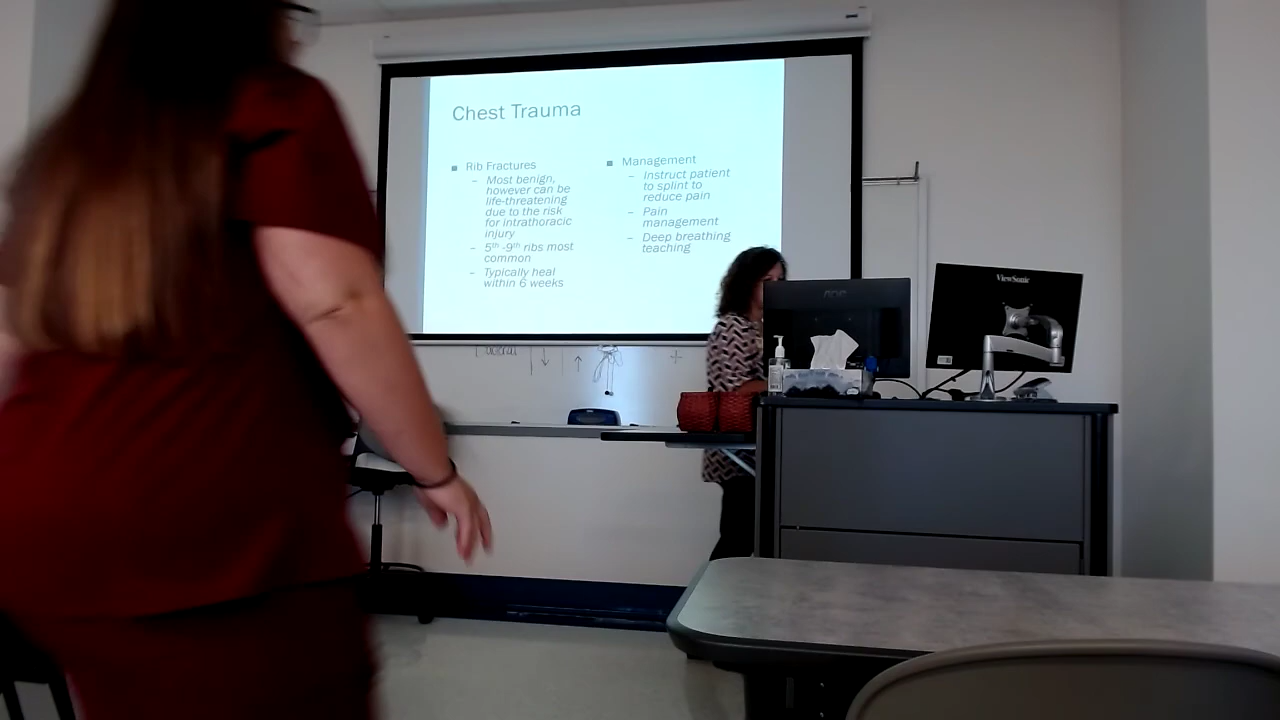 Chest Trauma
■ Rib Fractures
– Most benign,
however can be
life-threatening
due to the risk
for intrathoracic
injury
– 5th -9th ribs most
common
– Typically heal
within 6 weeks
■ Management
– Instruct patient
to splint to
reduce pain
– Pain
management
– Deep breathing
teaching
AOC
ViewSonic
↓ ↑ +